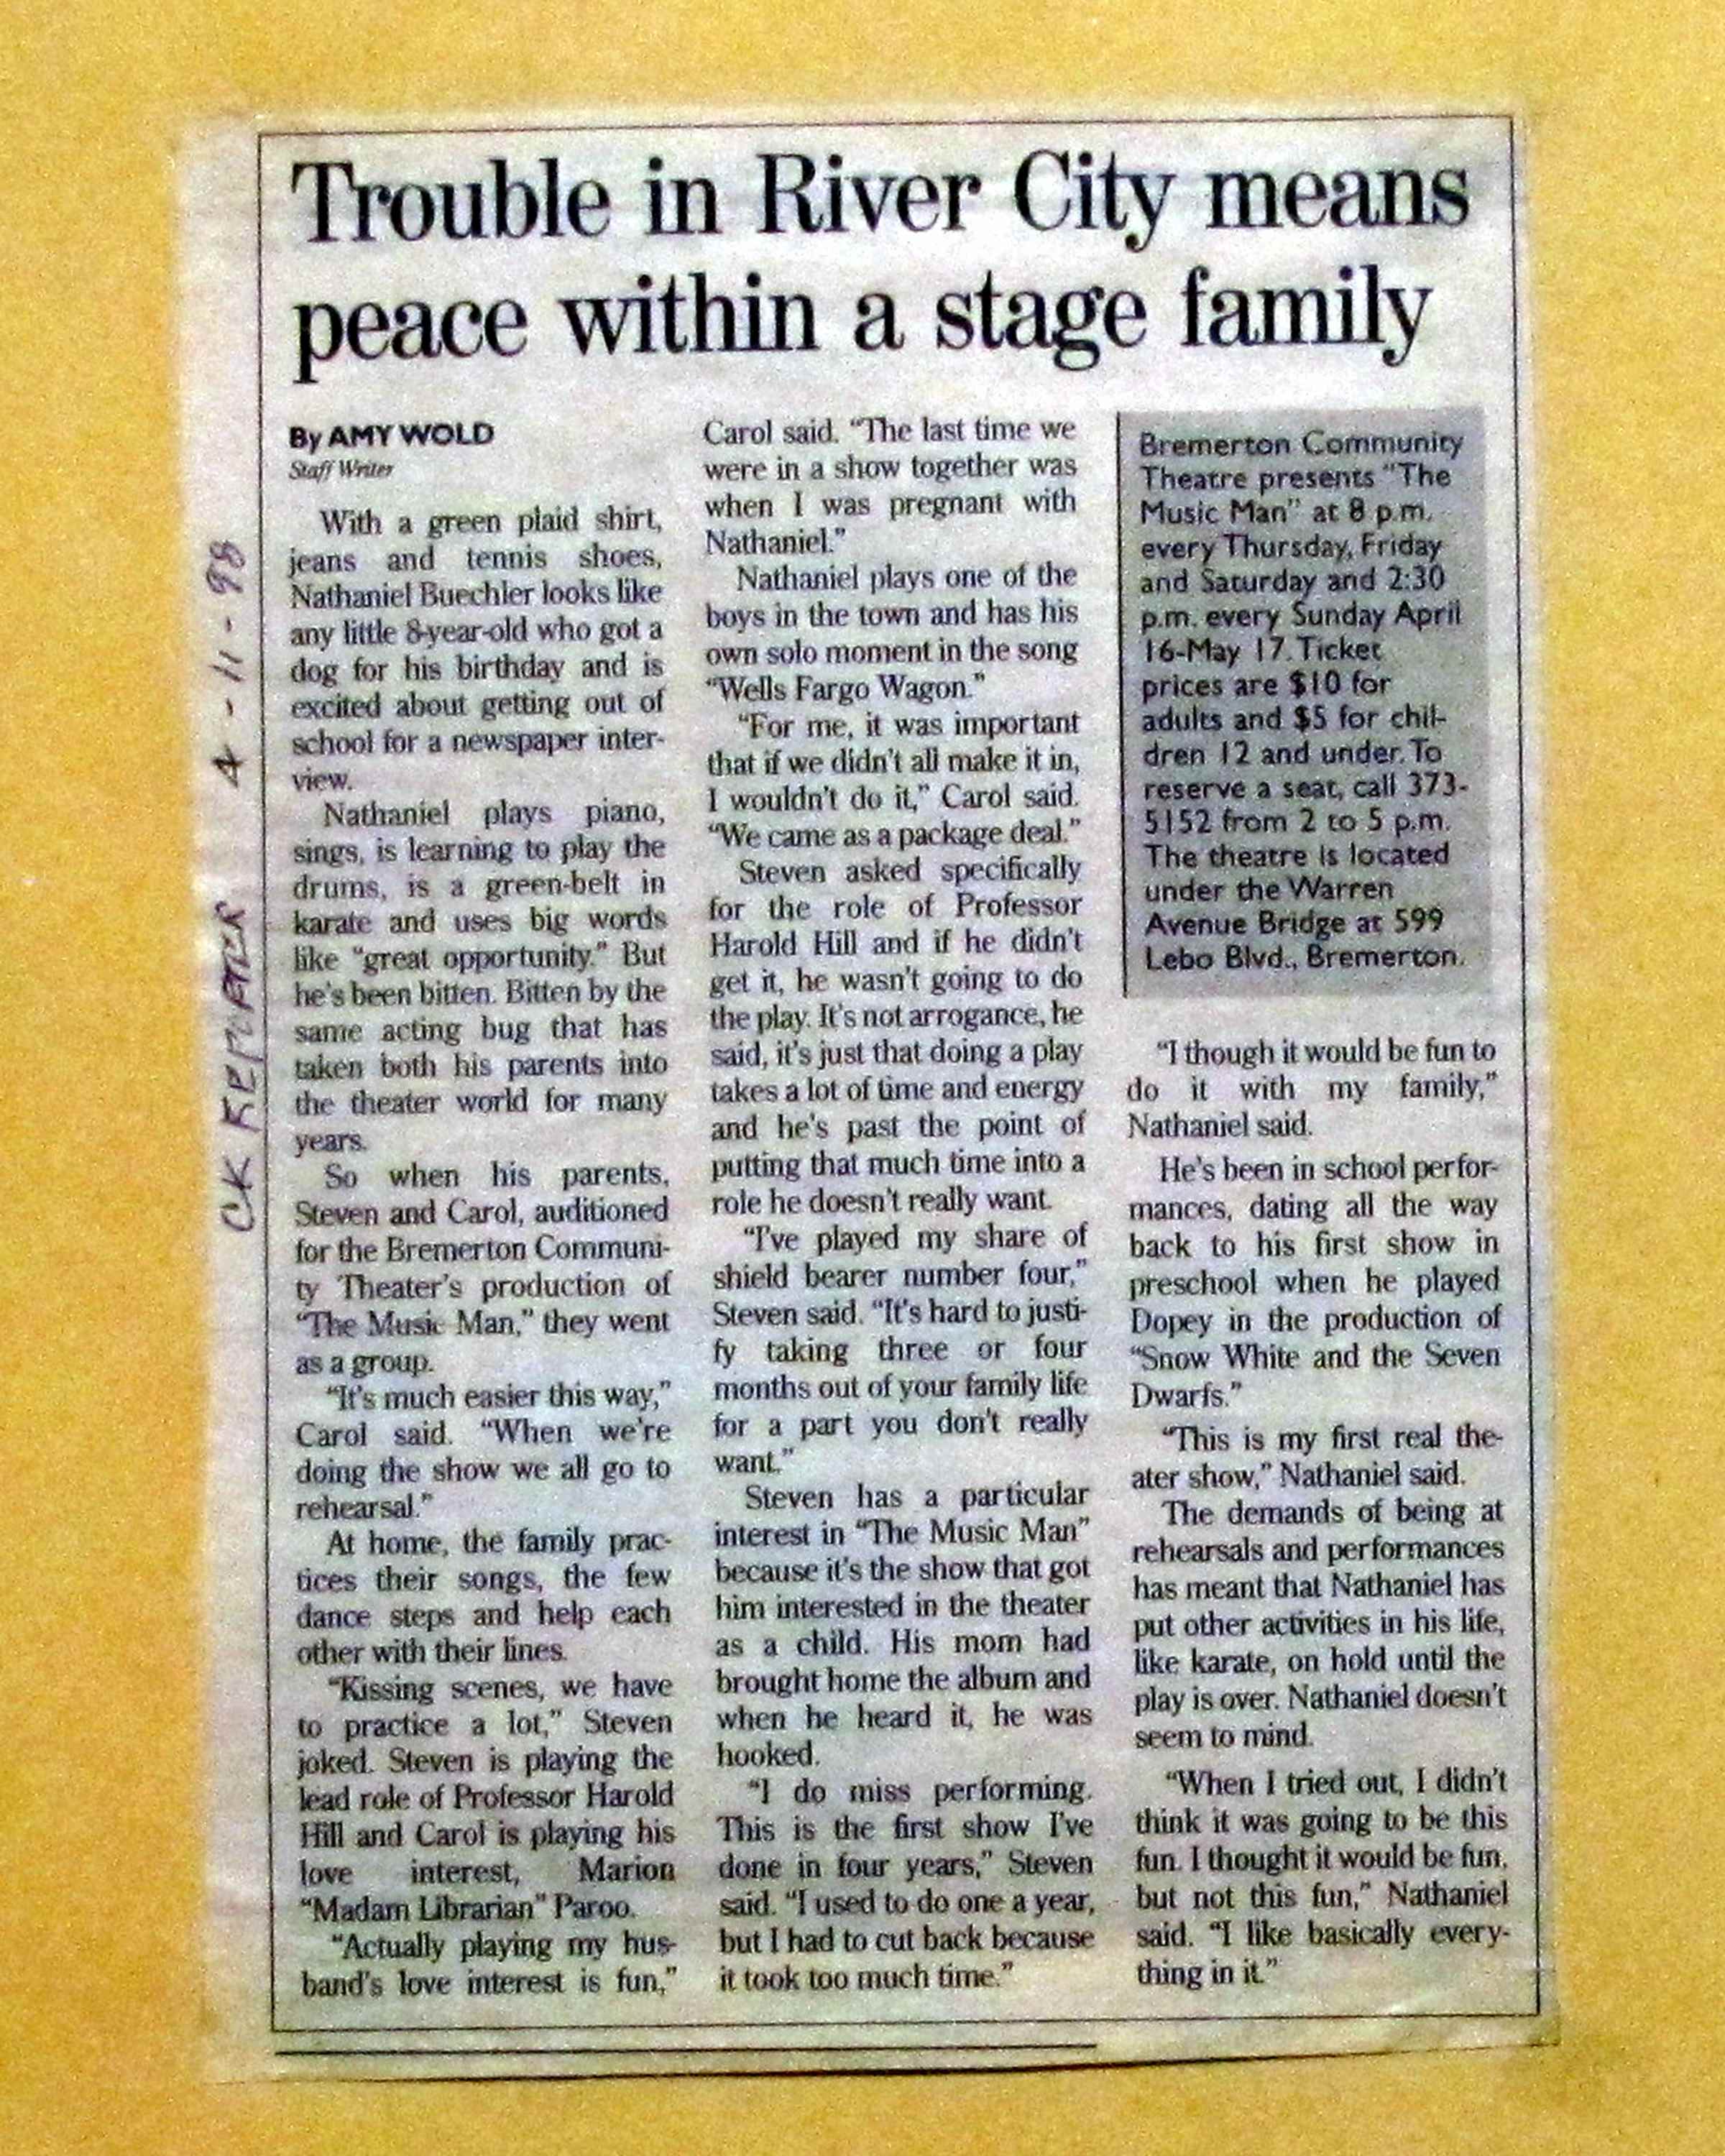 Trouble in River City means
peace within a stage family
By AMY WOLD
Staff Writer
With a green plaid shirt,
jeans and tennis shoes,
Nathaniel Buechler looks like
any little 8-year-old who got a
dog for his birthday and is
excited about getting out of
school for a newspaper inter-
view.
Nathaniel plays piano,
sings, is learning to play the
drums, is a green-belt in
karate and uses big words
like “great opportunity.” But
he's been bitten. Bitten by the
same acting bug that has
taken both his parents into
the theater world for many
years.
So when his parents,
Steven and Carol, auditioned
for the Bremerton Communi-
ty Theater's production of
“The Music Man,” they went
as a group.
“It's much easier this way,”
Carol said. “When we're
doing the show we all go to
rehearsal.”
At home, the family prac-
tices their songs, the few
dance steps and help each
other with their lines.
“Kissing scenes, we have
to practice a lot,” Steven
joked. Steven is playing the
lead role of Professor Harold
Hill and Carol is playing his
love interest, Marion
“Madam Librarian” Paroo.
“Actually playing my hus-
band's love interest is fun,”
Carol said. “The last time we
were in a show together was
when I was pregnant with
Nathaniel.”
Nathaniel plays one of the
boys in the town and has his
own solo moment in the song
“Wells Fargo Wagon.”
“For me, it was important
that if we didn't all make it in,
I wouldn't do it,” Carol said.
“We came as a package deal.”
Steven asked specifically
for the role of Professor
Harold Hill and if he didn't
get it, he wasn't going to do
the play. It's not arrogance, he
said, it's just that doing a play
takes a lot of time and energy
and he's past the point of
putting that much time into a
role he doesn't really want.
“I've played my share of
shield bearer number four,”
Steven said. “It's hard to justi-
fy taking three or four
months out of your family life
for a part you don't really
want.”
Steven has a particular
interest in “The Music Man”
because it's the show that got
him interested in the theater
as a child. His mom had
brought home the album and
when he heard it, he was
hooked.
“I do miss performing.
This is the first show I've
done in four years,” Steven
said. “I used to do one a year,
but I had to cut back because
it took too much time.”
Bremerton Community
Theatre presents “The
Music Man” at 8 p.m.
every Thursday, Friday
and Saturday and 2:30
p.m. every Sunday April
16-May 17. Ticket
prices are $10 for
adults and $5 for chil-
dren 12 and under. To
reserve a seat, call 373-
5152 from 2 to 5 p.m.
The theatre is located
under the Warren
Avenue Bridge at 599
Lebo Blvd., Bremerton.
“I though it would be fun to
do it with my family,”
Nathaniel said.
He's been in school perfor-
mances, dating all the way
back to his first show in
preschool when he played
Dopey in the production of
“Snow White and the Seven
Dwarfs.”
“This is my first real the-
ater show,” Nathaniel said.
The demands of being at
rehearsals and performances
has meant that Nathaniel has
put other activities in his life,
like karate, on hold until the
play is over. Nathaniel doesn't
seem to mind.
“When I tried out, I didn't
think it was going to be this
fun. I thought it would be fun,
but not this fun,” Nathaniel
said. “I like basically every-
thing in it.”
CK 4-11-98